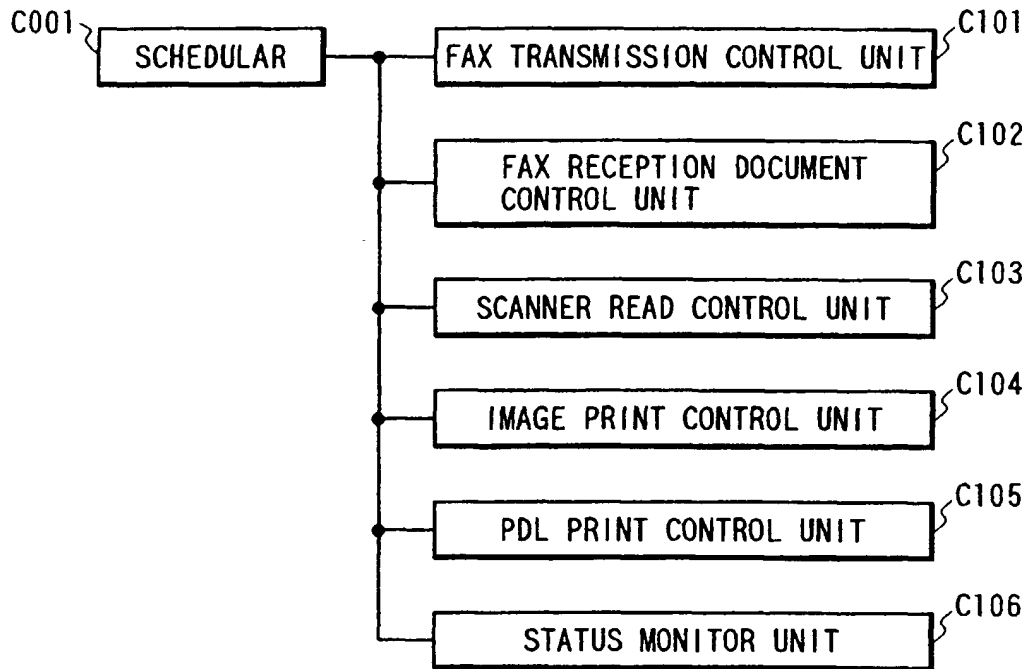 C001
SCHEDULAR
C101
FAX TRANSMISSION CONTROL UNIT
C102
FAX RECEPTION DOCUMENT
CONTROL UNIT
C103
SCANNER READ CONTROL UNIT
C104
IMAGE PRINT CONTROL UNIT
C105
PDL PRINT CONTROL UNIT
C106
STATUS MONITOR UNIT